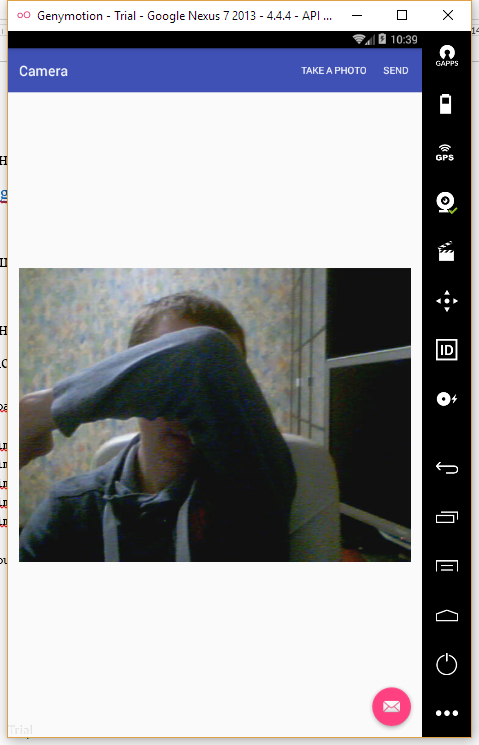 Genymotion - Trial - Google Nexus 7 2013 - 4.4.4 - API ...
10:39
Camera TAKE A PHOTO SEND
GAPPS
GPS
ID
Trial